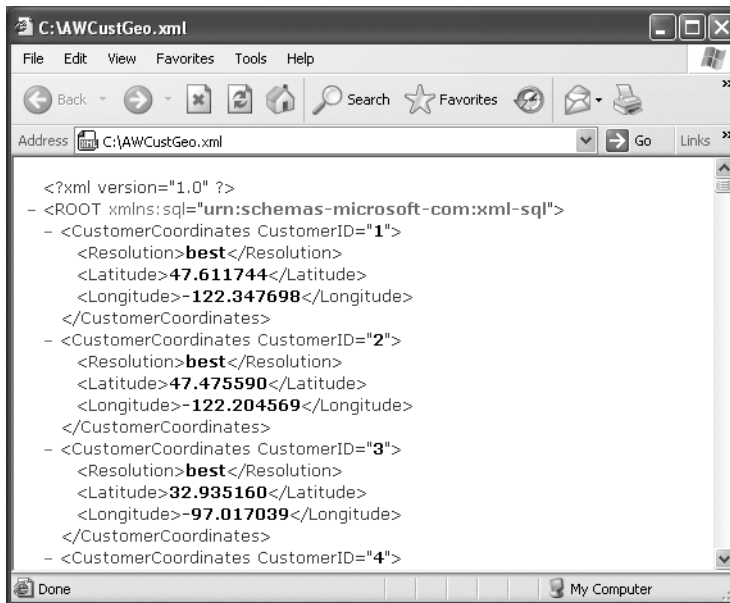 C:\AWCustGeo.xml
File Edit View Favorites Tools Help
Back Search Favorites »
Address C:\AWCustGeo.xml Go Links »
<?xml version="1.0" ?>
– <ROOT xmlns:sql="urn:schemas-microsoft-com:xml-sql">
– <CustomerCoordinates CustomerID="1">
<Resolution>best</Resolution>
<Latitude>47.611744</Latitude>
<Longitude>-122.347698</Longitude>
</CustomerCoordinates>
– <CustomerCoordinates CustomerID="2">
<Resolution>best</Resolution>
<Latitude>47.475590</Latitude>
<Longitude>-122.204569</Longitude>
</CustomerCoordinates>
– <CustomerCoordinates CustomerID="3">
<Resolution>best</Resolution>
<Latitude>32.935160</Latitude>
<Longitude>-97.017039</Longitude>
</CustomerCoordinates>
– <CustomerCoordinates CustomerID="4">
Done My Computer